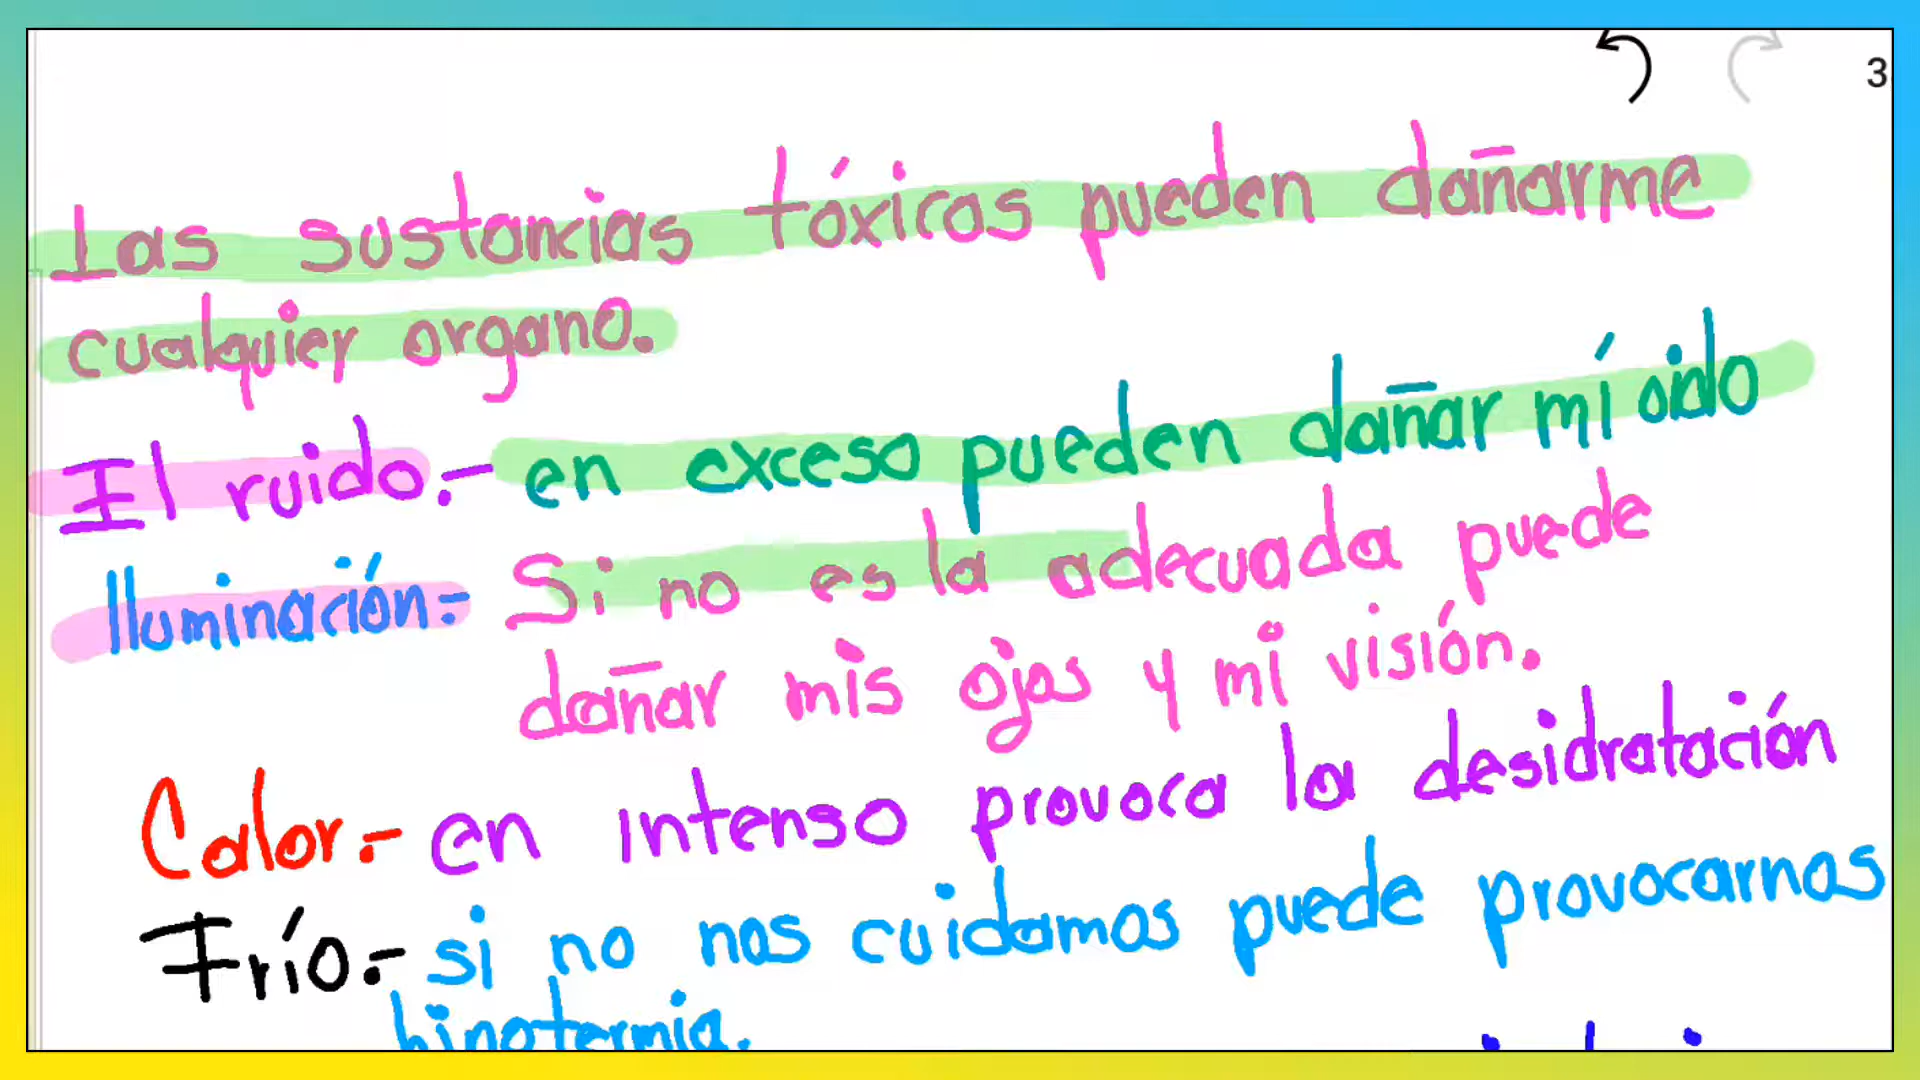 3
Las sustancias tóxicas pueden dañarme
cualquier organo.
El ruido.- en exceso pueden dañar mí oido
Iluminación.- Si no es la adecuada puede
dañar mis ojos y mi visión.
Calor.- en intenso provoca la desidratación
Frío.- si no nos cuidamos puede provocarnos
hipotermia.